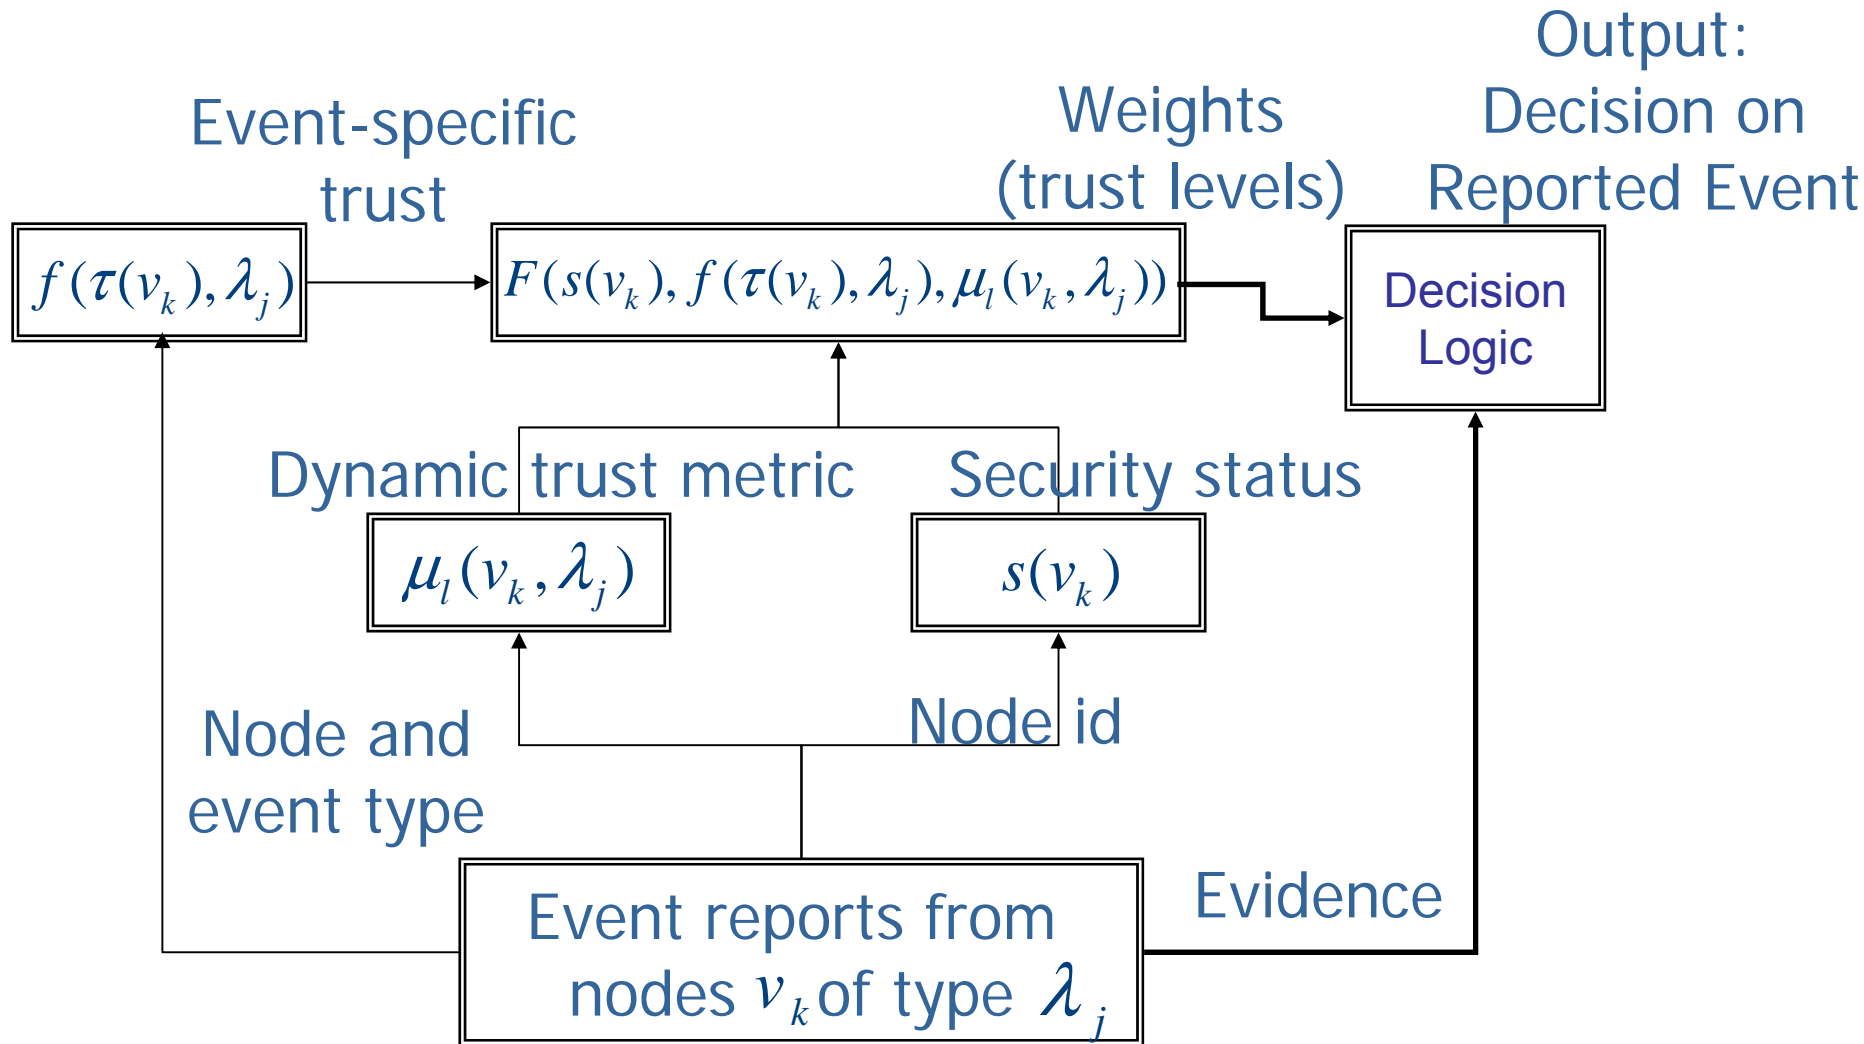 Output:
Decision on
Reported Event
Weights
(trust levels)
Event-specific
trust
f(τ(v_k),λ_j)
F(s(v_k),f(τ(v_k),λ_j),μ_l(v_k,λ_j))
Decision
Logic
Dynamic trust metric
Security status
μ_l(v_k,λ_j)
s(v_k)
Node and
event type
Node id
Evidence
Event reports from
nodes v_k of type λ_j